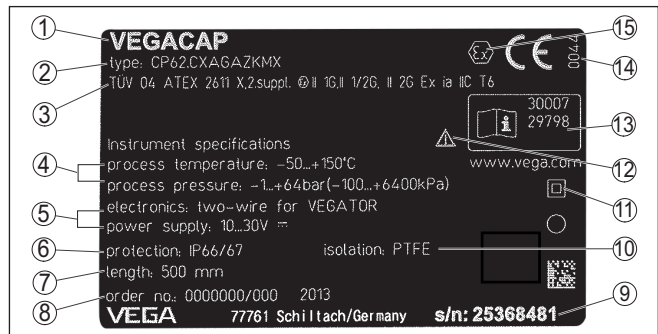 1 VEGACAP
2 type: CP62.CXAGAZKMX
3 TÜV 04 ATEX 2611 X,2.suppl. Ex II 1G,II 1/2G, II 2G Ex ia IIC T6
15 Ex CE 0044 14
30007
29798 13
i
12
www.vega.com
Instrument specifications
4 process temperature: -50...+150°C
process pressure: -1...+64bar(-100...+6400kPa)
11
5 electronics: two-wire for VEGATOR
power supply: 10...30V ⎓
6 protection: IP66/67 isolation: PTFE 10
7 length: 500 mm
8 order no.: 0000000/000 2013
VEGA 77761 Schiltach/Germany s/n: 25368481 9